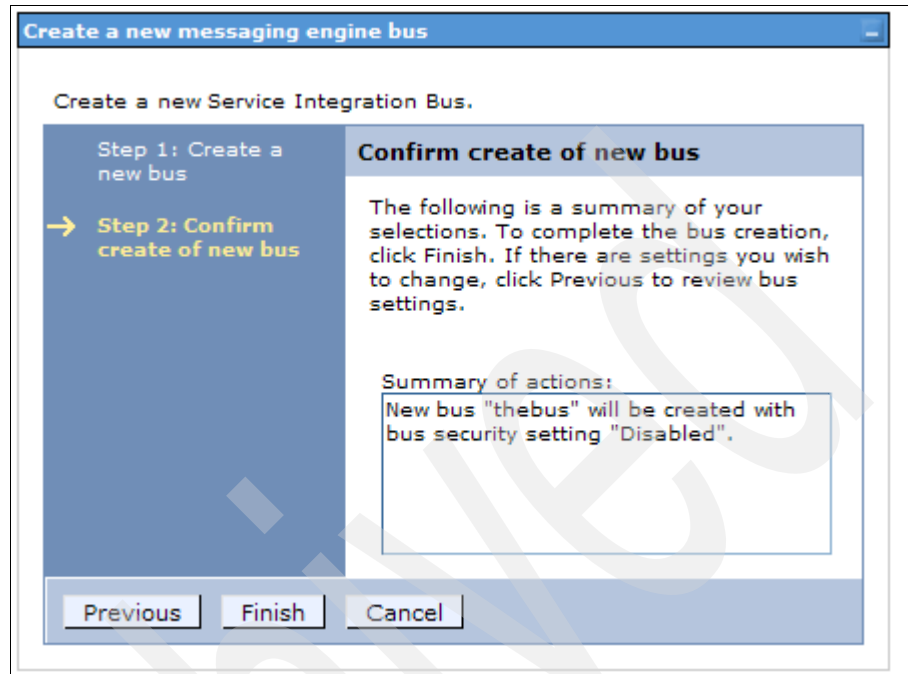 Create a new messaging engine bus
Create a new Service Integration Bus.
Step 1: Create a
new bus
Step 2: Confirm
create of new bus
Confirm create of new bus
The following is a summary of your
selections. To complete the bus creation,
click Finish. If there are settings you wish
to change, click Previous to review bus
settings.
Summary of actions:
New bus "thebus" will be created with
bus security setting "Disabled".
Previous
Finish
Cancel